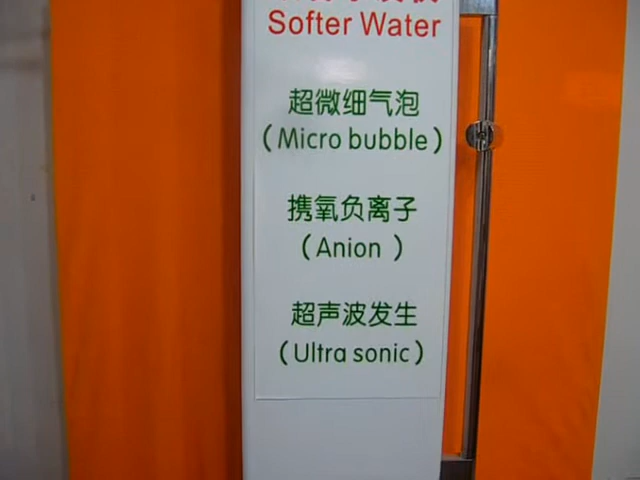 Softer Water
超微细气泡
(Micro bubble)
携氧负离子
(Anion )
超声波发生
(Ultra sonic)